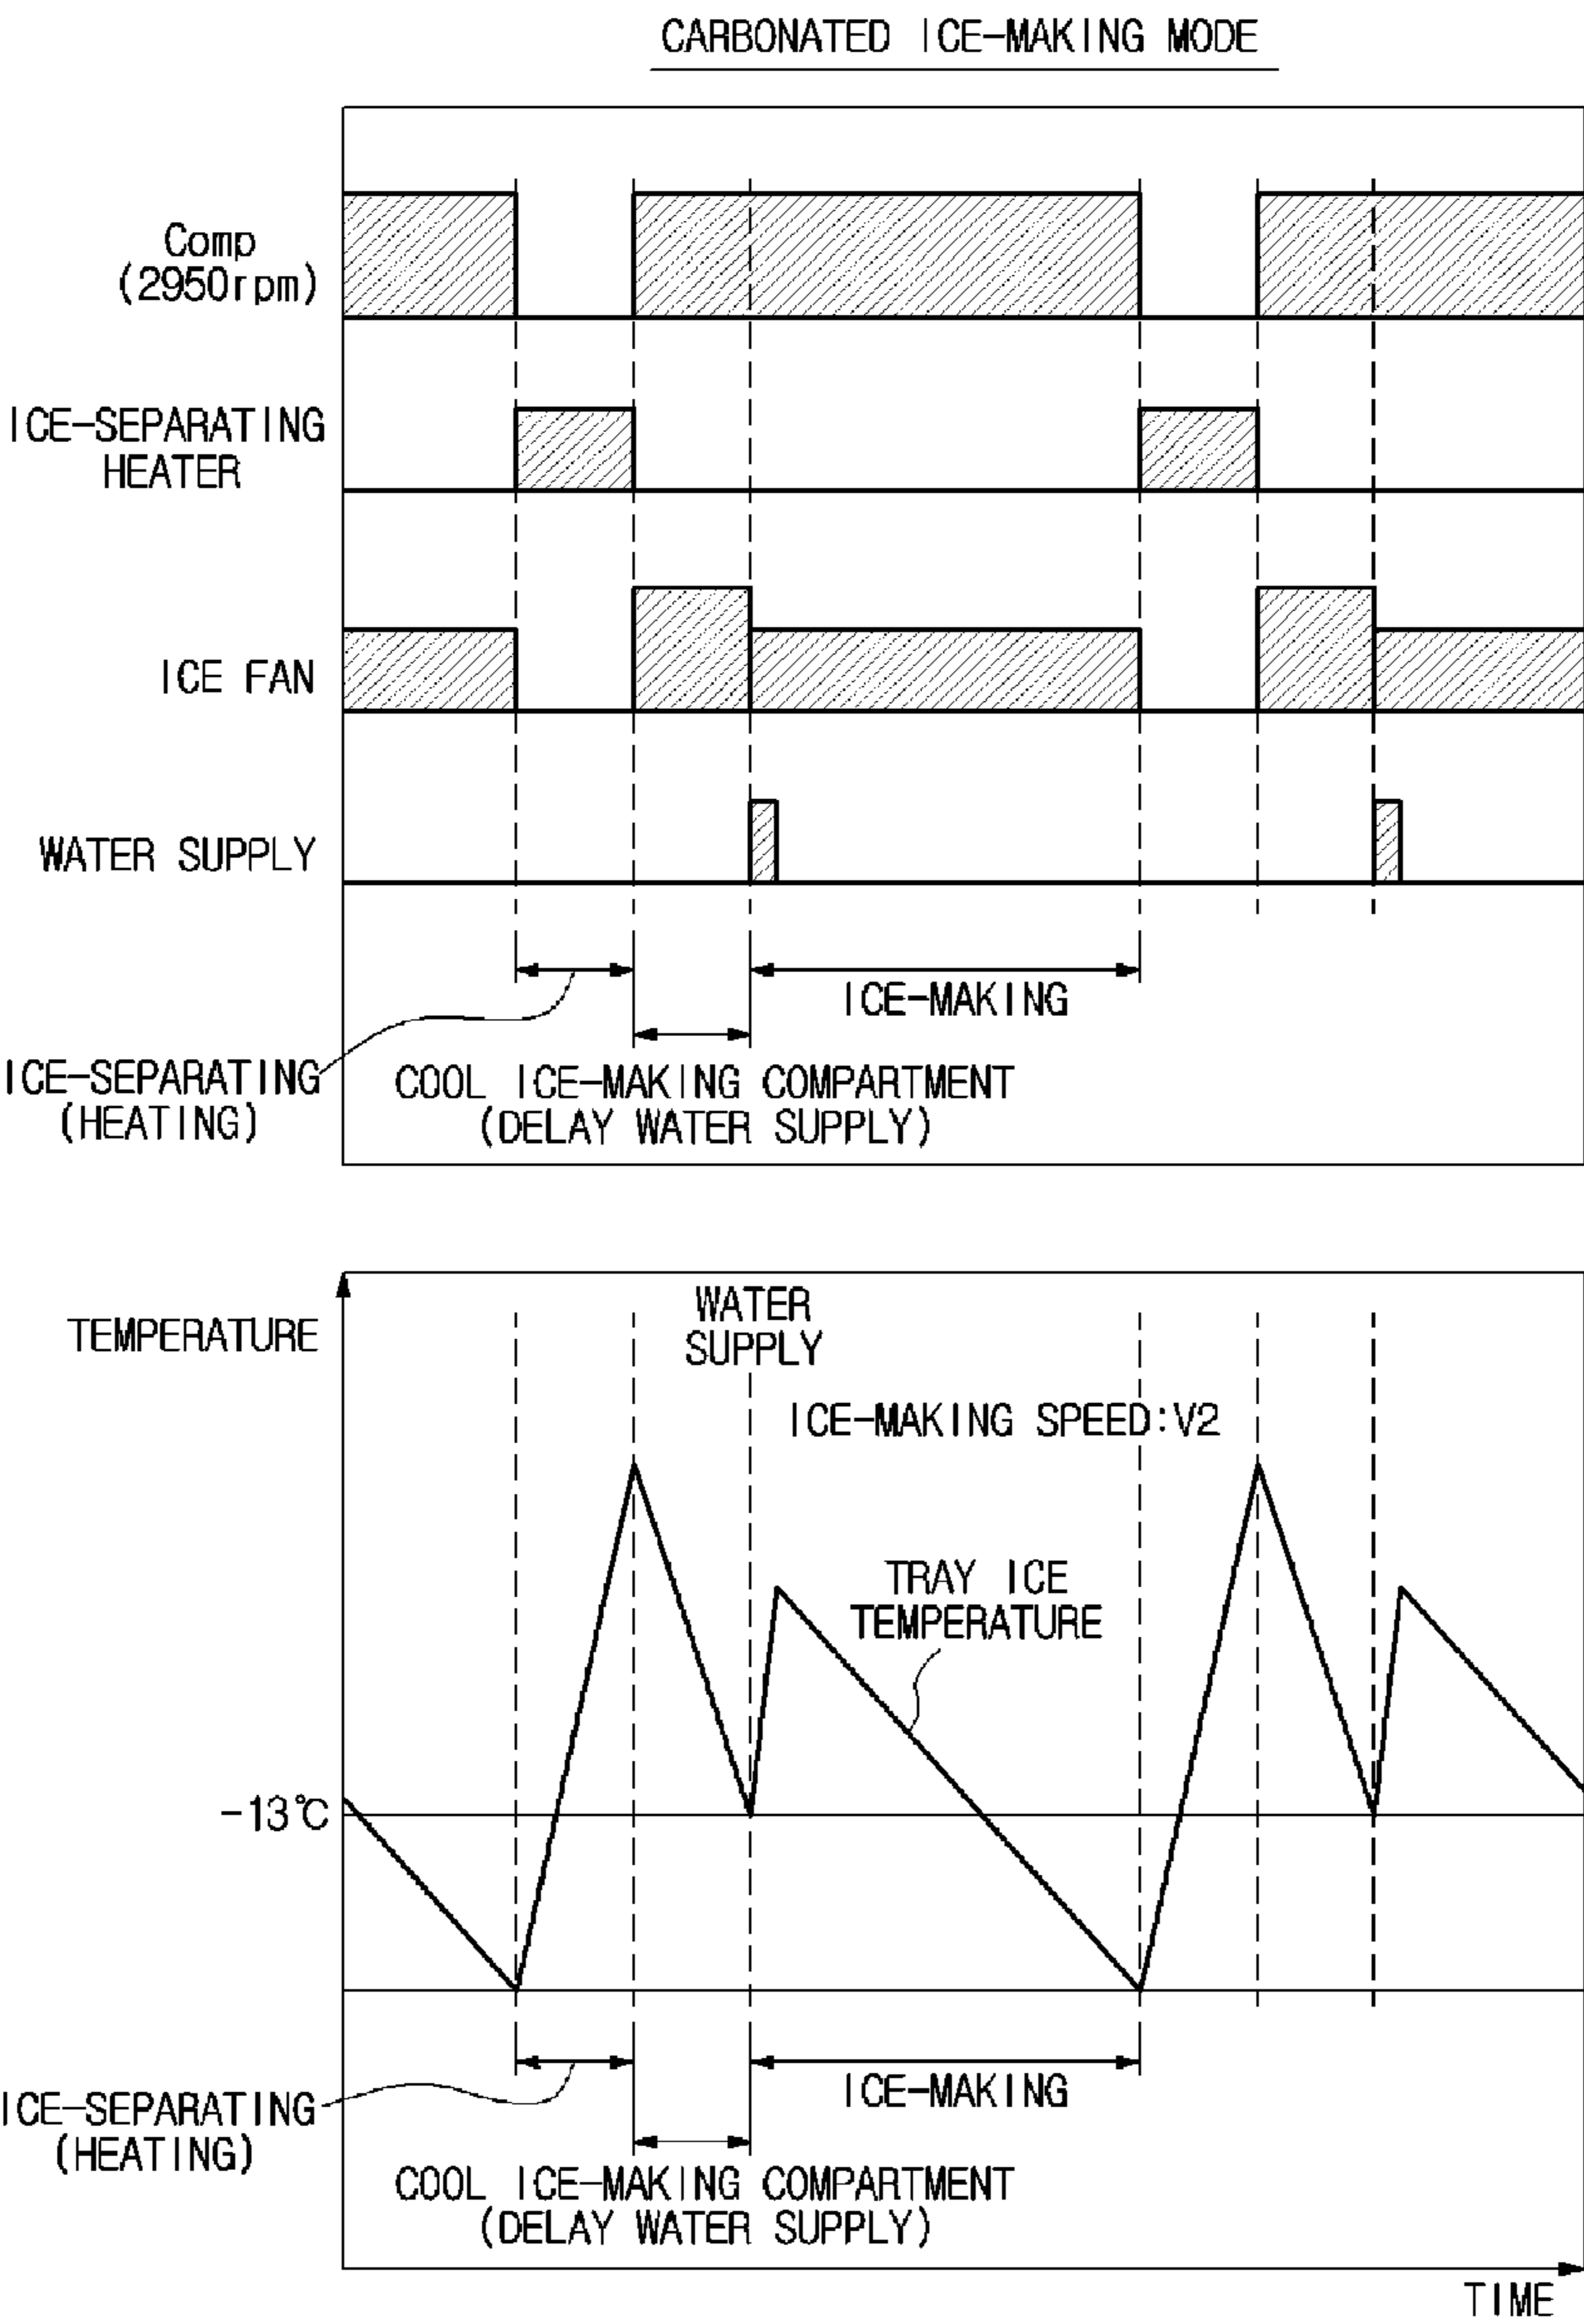 CARBONATED ICE-MAKING MODE
Comp
(2950rpm)
ICE-SEPARATING
HEATER
ICE FAN
WATER SUPPLY
ICE-MAKING
ICE-SEPARATING
(HEATING)
COOL ICE-MAKING COMPARTMENT
(DELAY WATER SUPPLY)
TEMPERATURE
WATER
SUPPLY
ICE-MAKING SPEED:V2
TRAY ICE
TEMPERATURE
-13℃
ICE-MAKING
ICE-SEPARATING
(HEATING)
COOL ICE-MAKING COMPARTMENT
(DELAY WATER SUPPLY)
TIME